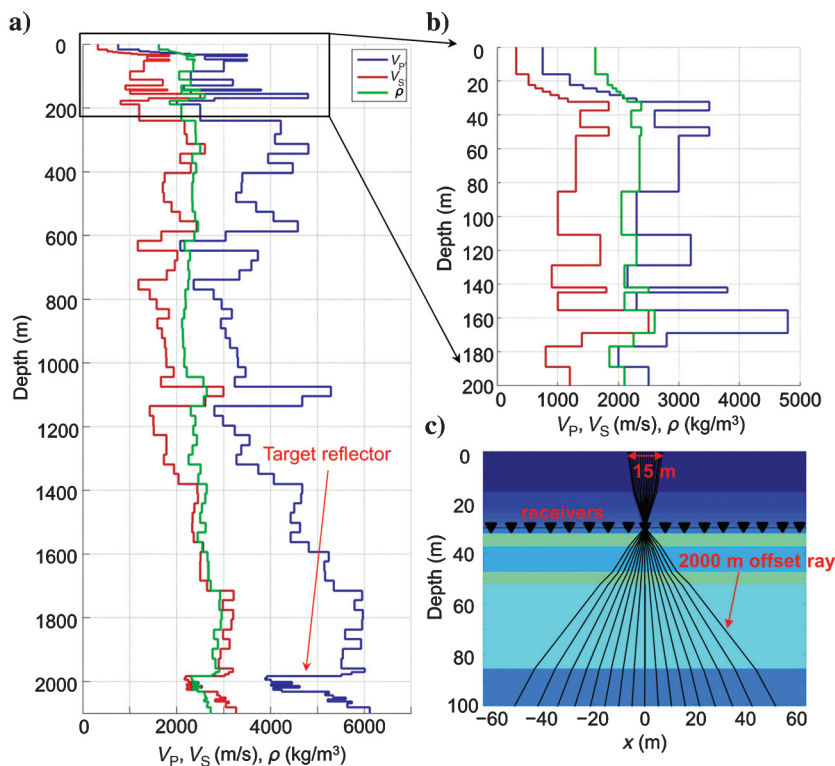 a)
0
200
400
600
800
1000
1200
1400
1600
1800
2000
Depth (m)
0 2000 4000 6000
V_P, V_S (m/s), ρ (kg/m³)
V_P
V_S
ρ
Target reflector
b)
0
20
40
60
80
100
120
140
160
180
200
Depth (m)
0 1000 2000 3000 4000 5000
V_P, V_S (m/s), ρ (kg/m³)
c)
0
20
40
60
80
100
Depth (m)
15 m
receivers
2000 m offset ray
−60 −40 −20 0 20 40 60
x (m)